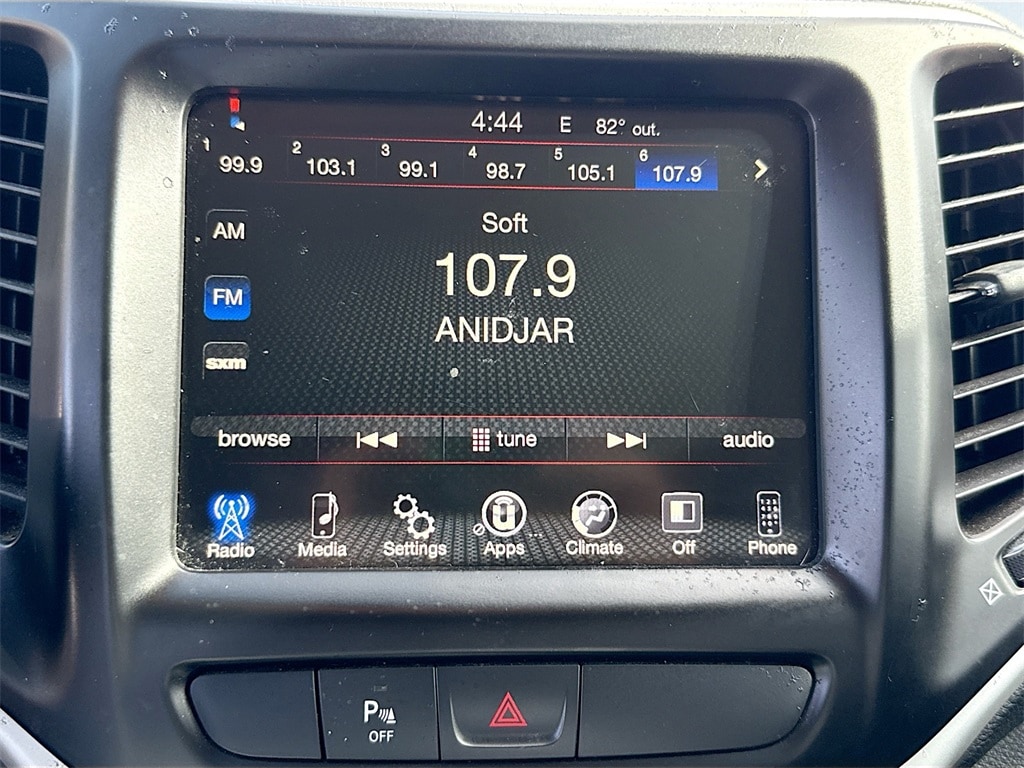 4:44 E 82° out.
1 99.9 2 103.1 3 99.1 4 98.7 5 105.1 6 107.9
AM
Soft
FM
107.9
ANIDJAR
sxm
browse tune audio
Radio Media Settings Apps Climate Off Phone
P
OFF